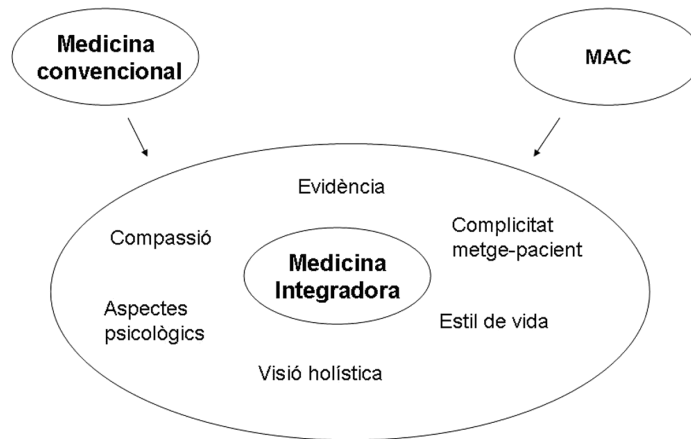 Medicina
convencional
MAC
Evidència
Compassió
Complicitat
metge-pacient
Medicina
Integradora
Aspectes
psicològics
Estil de vida
Visió holística